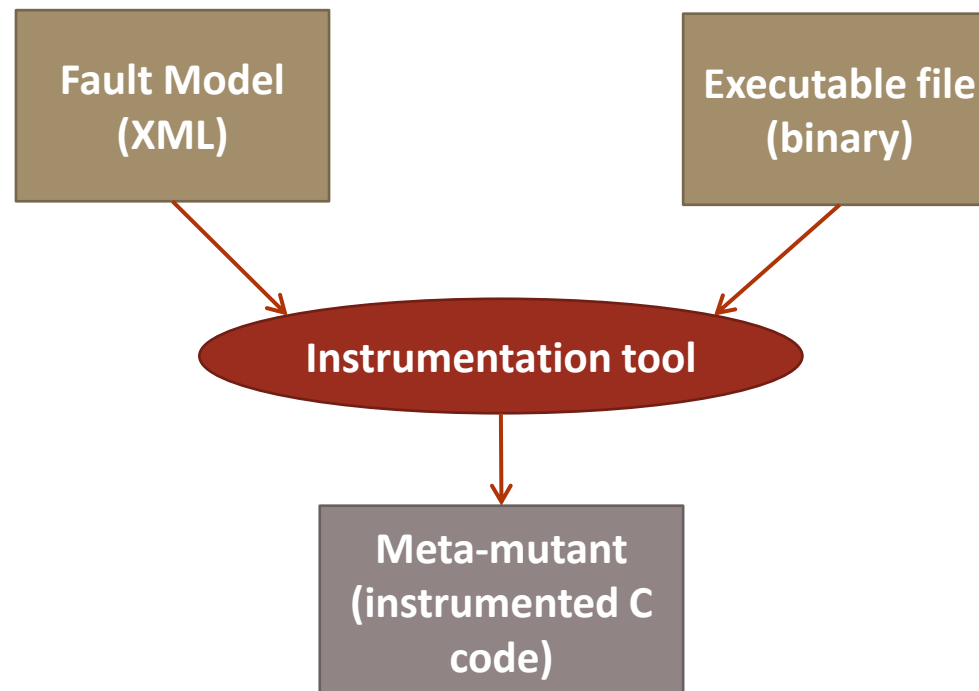 Fault Model
(XML)
Executable file
(binary)
Instrumentation tool
Meta-mutant
(instrumented C
code)